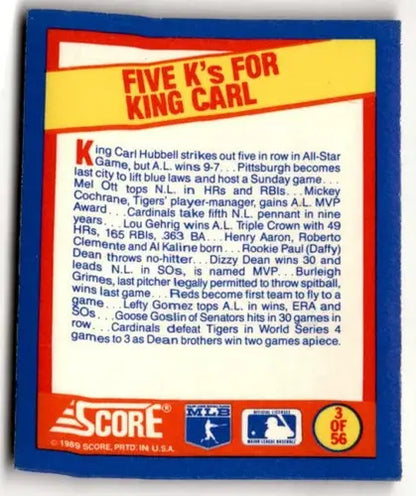 FIVE K's FOR
KING CARL
King Carl Hubbell strikes out five in row in All-Star
Game, but A.L. wins 9-7. . .Pittsburgh becomes
last city to lift blue laws and host a Sunday game. . .
Mel Ott tops N.L. in HRs and RBIs. . .Mickey
Cochrane, Tigers' player-manager, gains A.L. MVP
Award. . .Cardinals take fifth N.L. pennant in nine
years. . .Lou Gehrig wins A.L. Triple Crown with 49
HRs, 165 RBIs, .363 BA. . .Henry Aaron, Roberto
Clemente and Al Kaline born. . .Rookie Paul (Daffy)
Dean throws no-hitter. . .Dizzy Dean wins 30 and
leads N.L. in SOs, is named MVP. . .Burleigh
Grimes, last pitcher legally permitted to throw spitball,
wins last game. . .Reds become first team to fly to a
game. . .Lefty Gomez tops A.L. in wins, ERA and
SOs. . .Goose Goslin of Senators hits in 30 games in
row. . .Cardinals defeat Tigers in World Series 4
games to 3 as Dean brothers win two games apiece.
SCORE®
© 1989 SCORE, PRTD. IN U.S.A.
MLB
OFFICIAL LICENSEE
MAJOR LEAGUE BASEBALL
3
OF
56